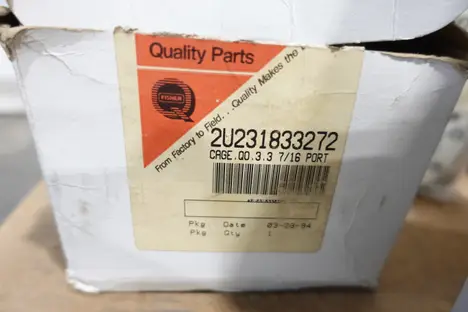 Quality Parts
FISHER
From Factory to Field... Quality Makes the
2U231833272
CAGE,QO,3.3 7/16 PORT
Pkg Date 03-28-94
Pkg Qty 1